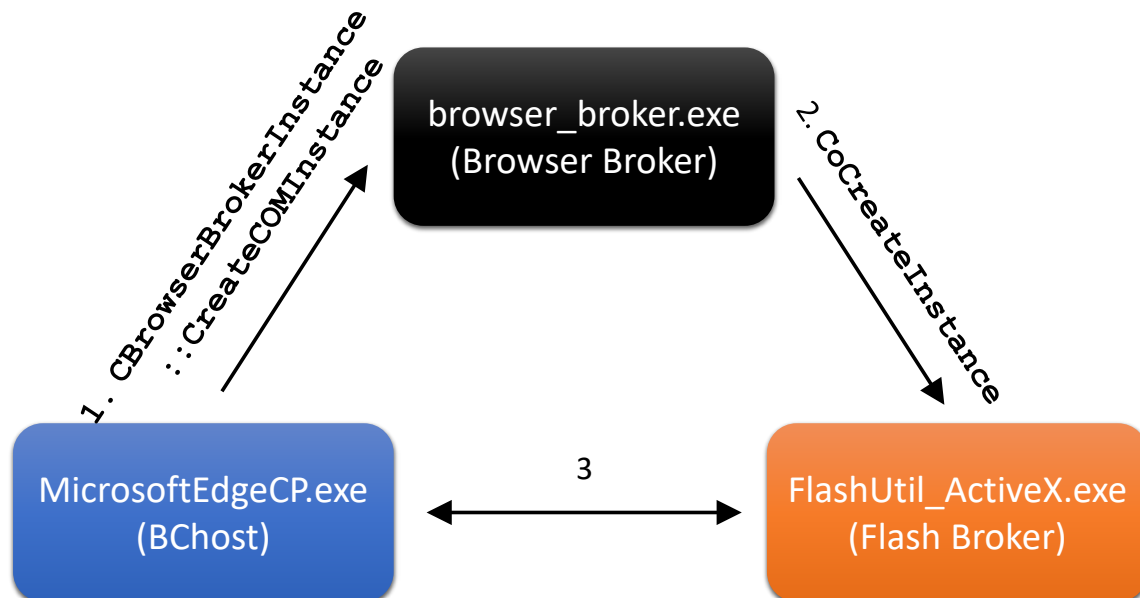 1. CBrowserBrokerInstance
::CreateCOMInstance
browser_broker.exe
(Browser Broker)
2. CoCreateInstance
MicrosoftEdgeCP.exe
(BChost)
3
FlashUtil_ActiveX.exe
(Flash Broker)